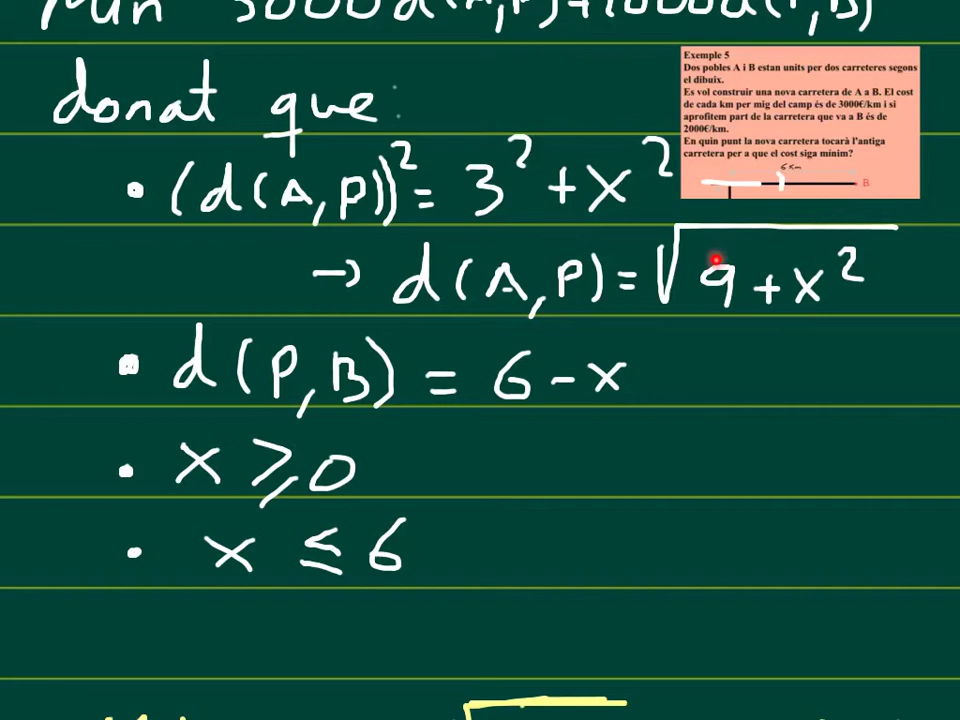 donat que :
Exemple 5
Dos pobles A i B estan units per dos carreteres segons
el dibuix.
Es vol construir una nova carretera de A a B. El cost
de cada km per mig del camp és de 3000€/km i si
aprofitem part de la carretera que va a B és de
2000€/km.
En quin punt la nova carretera tocarà l'antiga
carretera per a que el cost siga mínim?
6 Km
B
• (d(A,P))² = 3² + x²
→ d(A,P) = √9 + x²
• d(P,B) = 6 - x
• x ≥ 0
• x ≤ 6